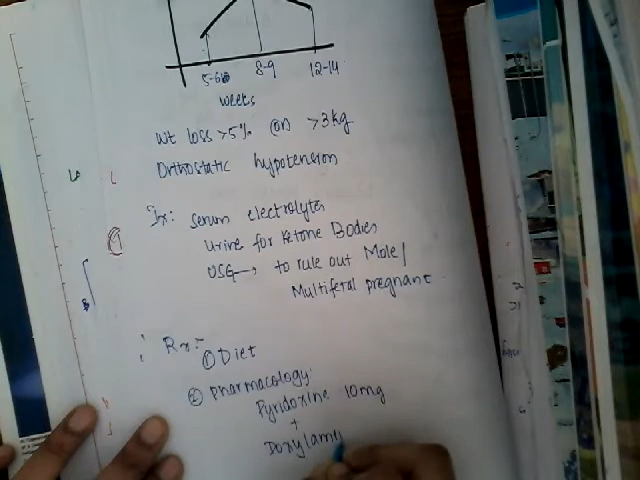 5-6 8-9 12-14
weeks
Wt loss >5% (or) >3kg
Orthostatic hypotension
Ix: Serum electrolytes
Urine for Ketone Bodies
USG → to rule out Mole/
Multifetal pregnant
Rx:-
① Diet
② Pharmacology:
Pyridoxine 10mg
+
Doxylam